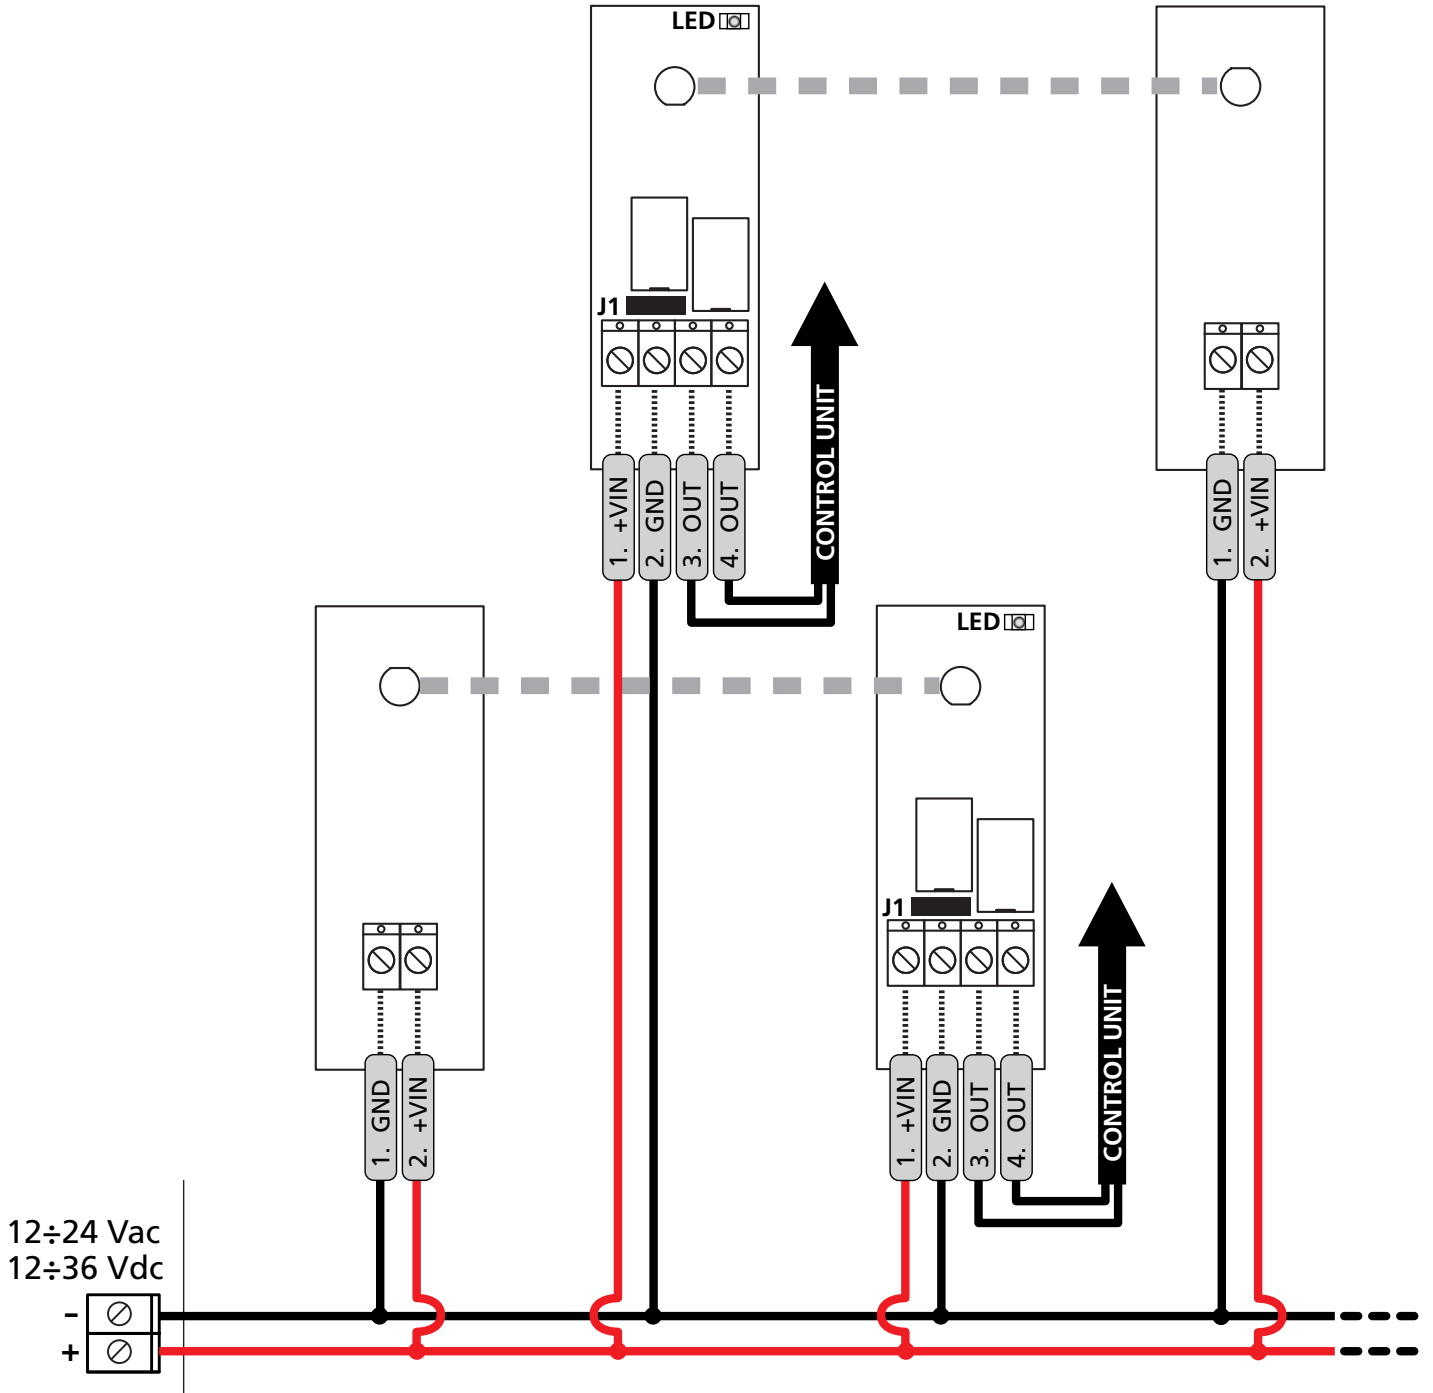 LED
J1
1. +VIN
2. GND
3. OUT
4. OUT
CONTROL UNIT
1. GND
2. +VIN
LED
J1
1. GND
2. +VIN
1. +VIN
2. GND
3. OUT
4. OUT
CONTROL UNIT
12÷24 Vac
12÷36 Vdc
–
+